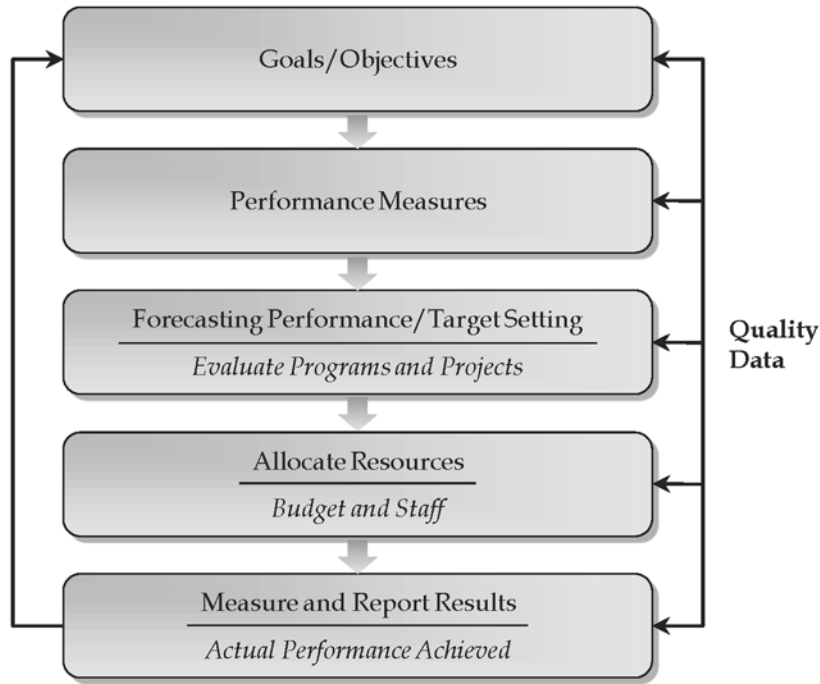 Goals/Objectives
Performance Measures
Forecasting Performance/Target Setting
Evaluate Programs and Projects
Allocate Resources
Budget and Staff
Measure and Report Results
Actual Performance Achieved
Quality
Data